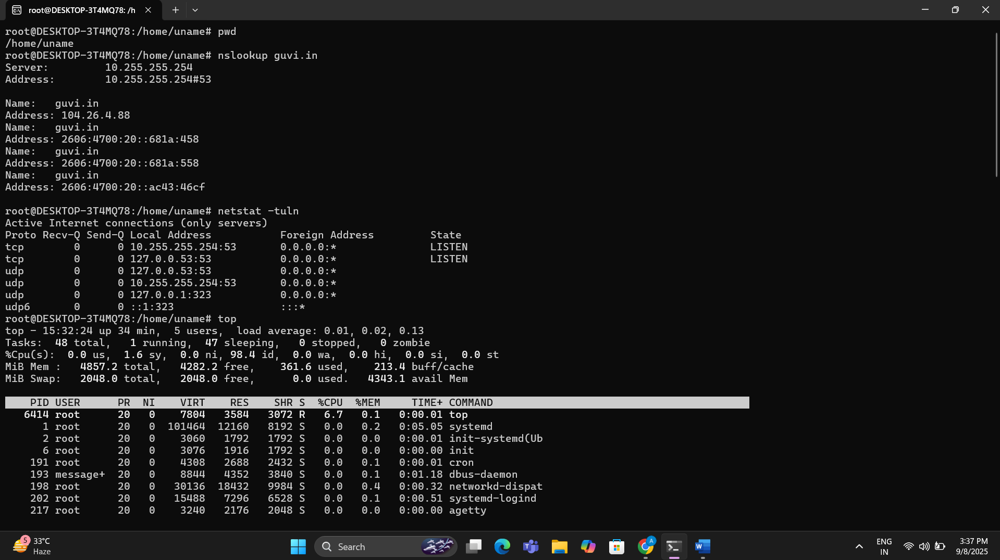 root@DESKTOP-3T4MQ78: /h
root@DESKTOP-3T4MQ78:/home/uname# pwd
/home/uname
root@DESKTOP-3T4MQ78:/home/uname# nslookup guvi.in
Server:         10.255.255.254
Address:        10.255.255.254#53

Name:   guvi.in
Address: 104.26.4.88
Name:   guvi.in
Address: 2606:4700:20::681a:458
Name:   guvi.in
Address: 2606:4700:20::681a:558
Name:   guvi.in
Address: 2606:4700:20::ac43:46cf

root@DESKTOP-3T4MQ78:/home/uname# netstat -tuln
Active Internet connections (only servers)
Proto Recv-Q Send-Q Local Address           Foreign Address         State
tcp        0      0 10.255.255.254:53       0.0.0.0:*               LISTEN
tcp        0      0 127.0.0.53:53           0.0.0.0:*               LISTEN
udp        0      0 127.0.0.53:53           0.0.0.0:*
udp        0      0 10.255.255.254:53       0.0.0.0:*
udp        0      0 127.0.0.1:323           0.0.0.0:*
udp6       0      0 ::1:323                 :::*
root@DESKTOP-3T4MQ78:/home/uname# top
top - 15:32:24 up 34 min,  5 users,  load average: 0.01, 0.02, 0.13
Tasks:  48 total,   1 running,  47 sleeping,   0 stopped,   0 zombie
%Cpu(s):  0.0 us,  1.6 sy,  0.0 ni, 98.4 id,  0.0 wa,  0.0 hi,  0.0 si,  0.0 st
MiB Mem :   4857.2 total,   4282.2 free,    361.6 used,    213.4 buff/cache
MiB Swap:   2048.0 total,   2048.0 free,      0.0 used.   4343.1 avail Mem

    PID USER      PR  NI    VIRT    RES    SHR S  %CPU  %MEM     TIME+ COMMAND
   6414 root      20   0    7804   3584   3072 R   6.7   0.1   0:00.01 top
      1 root      20   0  101464  12160   8192 S   0.0   0.2   0:05.05 systemd
      2 root      20   0    3060   1792   1792 S   0.0   0.0   0:00.01 init-systemd(Ub
      6 root      20   0    3076   1916   1792 S   0.0   0.0   0:00.00 init
    191 root      20   0    4308   2688   2432 S   0.0   0.1   0:00.01 cron
    193 message+  20   0    8844   4352   3840 S   0.0   0.1   0:01.18 dbus-daemon
    198 root      20   0   30136  18432   9984 S   0.0   0.4   0:00.32 networkd-dispat
    202 root      20   0   15488   7296   6528 S   0.0   0.1   0:00.51 systemd-logind
    217 root      20   0    3240   2176   2048 S   0.0   0.0   0:00.00 agetty
5
33°C
Haze
Search
A
ENG
IN
3:37 PM
9/8/2025